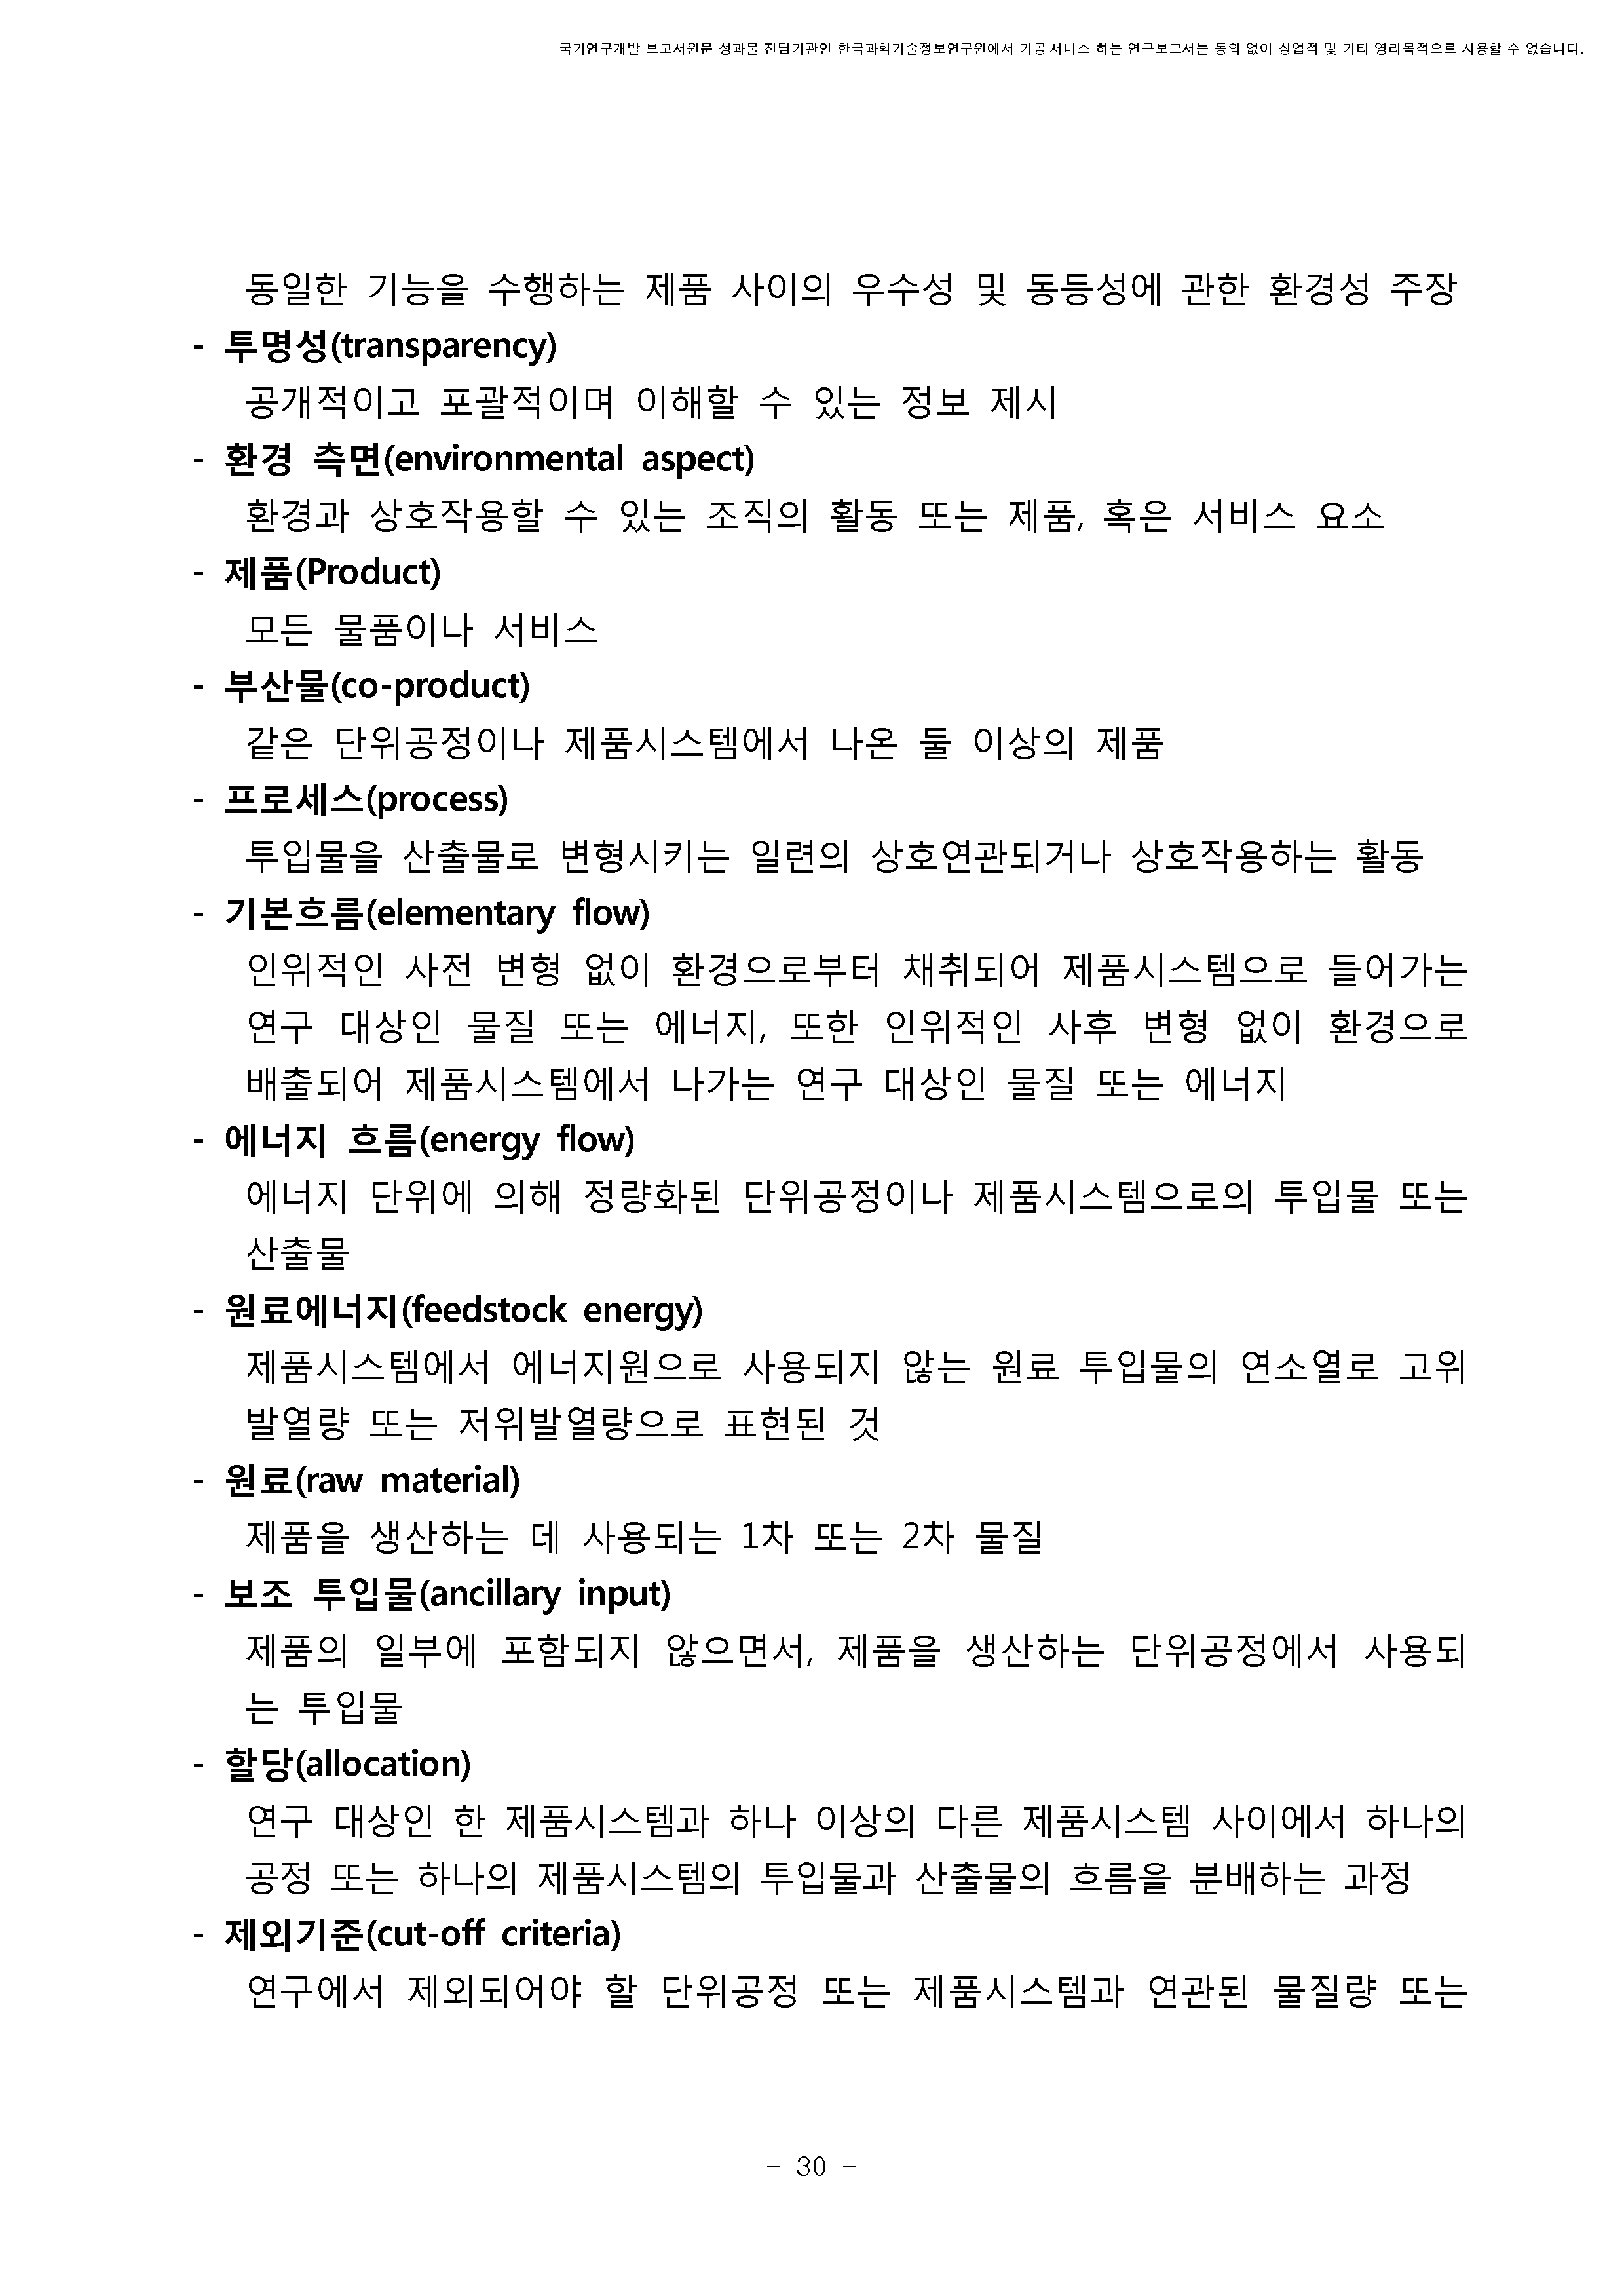 국가연구개발 보고서원문 성과물 전담기관인 한국과학기술정보연구원에서 가공·서비스 하는 연구보고서는 동의 없이 상업적 및 기타 영리목적으로 사용할 수 없습니다.
동일한 기능을 수행하는 제품 사이의 우수성 및 동등성에 관한 환경성 주장
- 투명성(transparency)
공개적이고 포괄적이며 이해할 수 있는 정보 제시
- 환경 측면(environmental aspect)
환경과 상호작용할 수 있는 조직의 활동 또는 제품, 혹은 서비스 요소
- 제품(Product)
모든 물품이나 서비스
- 부산물(co-product)
같은 단위공정이나 제품시스템에서 나온 둘 이상의 제품
- 프로세스(process)
투입물을 산출물로 변형시키는 일련의 상호연관되거나 상호작용하는 활동
- 기본흐름(elementary flow)
인위적인 사전 변형 없이 환경으로부터 채취되어 제품시스템으로 들어가는
연구 대상인 물질 또는 에너지, 또한 인위적인 사후 변형 없이 환경으로
배출되어 제품시스템에서 나가는 연구 대상인 물질 또는 에너지
- 에너지 흐름(energy flow)
에너지 단위에 의해 정량화된 단위공정이나 제품시스템으로의 투입물 또는
산출물
- 원료에너지(feedstock energy)
제품시스템에서 에너지원으로 사용되지 않는 원료 투입물의 연소열로 고위
발열량 또는 저위발열량으로 표현된 것
- 원료(raw material)
제품을 생산하는 데 사용되는 1차 또는 2차 물질
- 보조 투입물(ancillary input)
제품의 일부에 포함되지 않으면서, 제품을 생산하는 단위공정에서 사용되
는 투입물
- 할당(allocation)
연구 대상인 한 제품시스템과 하나 이상의 다른 제품시스템 사이에서 하나의
공정 또는 하나의 제품시스템의 투입물과 산출물의 흐름을 분배하는 과정
- 제외기준(cut-off criteria)
연구에서 제외되어야 할 단위공정 또는 제품시스템과 연관된 물질량 또는
- 30 -